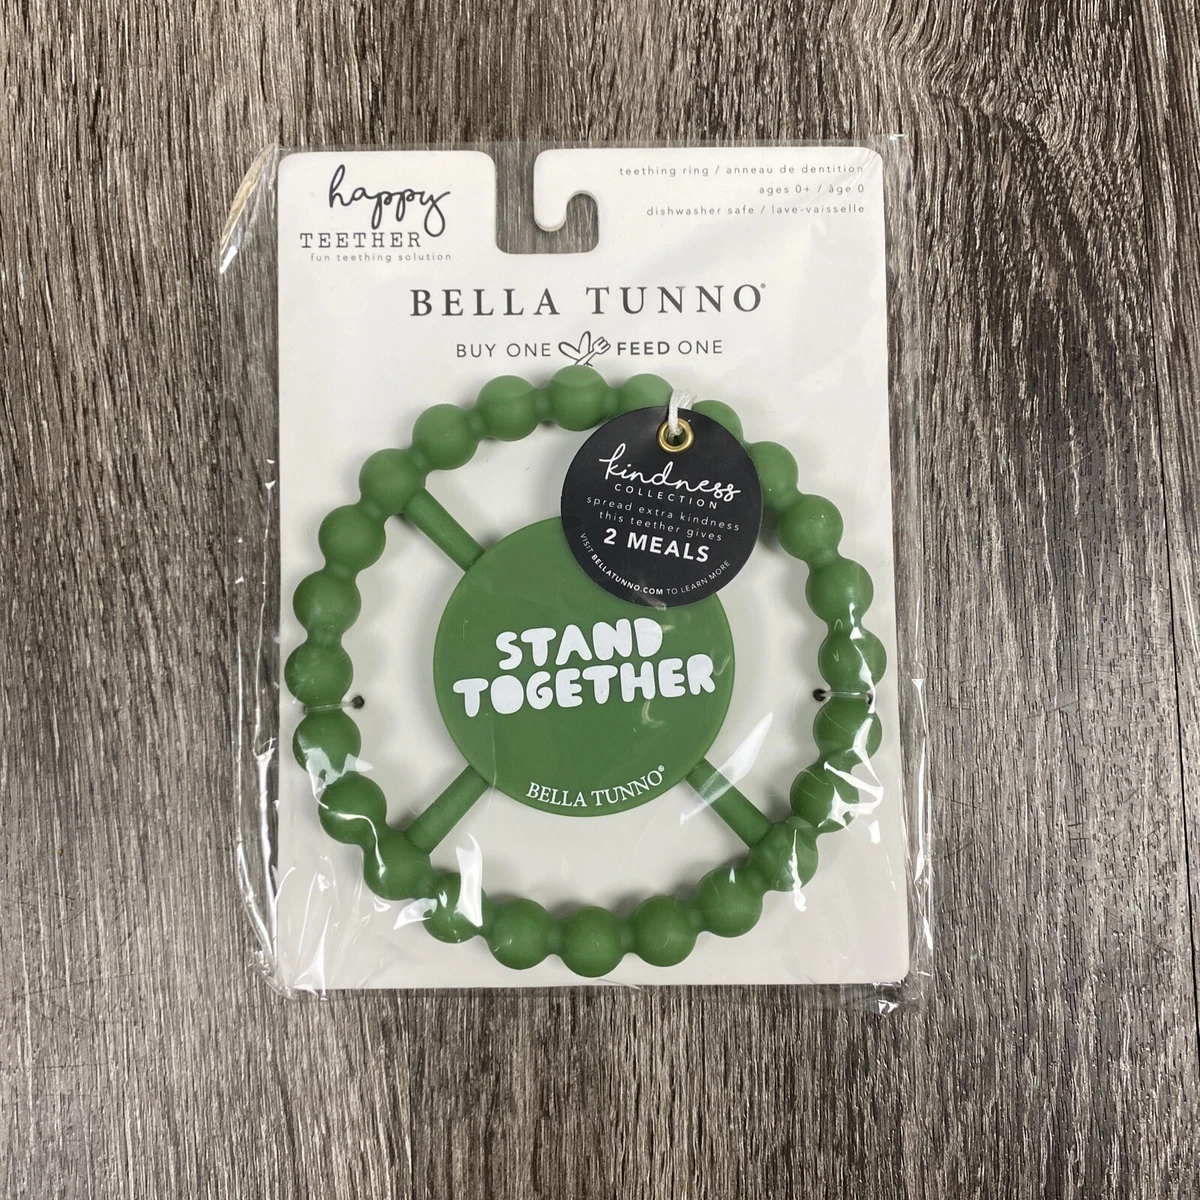 happy
TEETHER
fun teething solution
teething ring / anneau de dentition
ages 0+ / âge 0
dishwasher safe / lave-vaisselle
BELLA TUNNO®
BUY ONE FEED ONE
kindness
COLLECTION
spread extra kindness
this teether gives
2 MEALS
VISIT BELLATUNNO.COM TO LEARN MORE
STAND
TOGETHER
BELLA TUNNO®